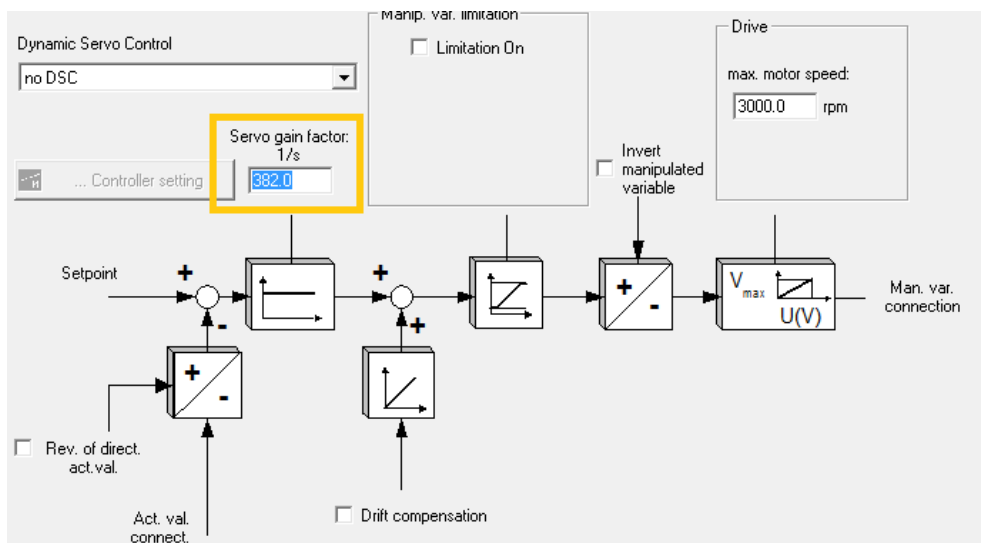 Manip. var. limitation
Drive
Dynamic Servo Control
Limitation On
no DSC
max. motor speed:
3000.0 rpm
Servo gain factor:
1/s
... Controller setting
382.0
Invert
manipulated
variable
Setpoint
+
+
+
-
Vmax
U(V)
Man. var.
connection
-
+
+
-
Rev. of direct.
act.val.
Drift compensation
Act. val.
connect.